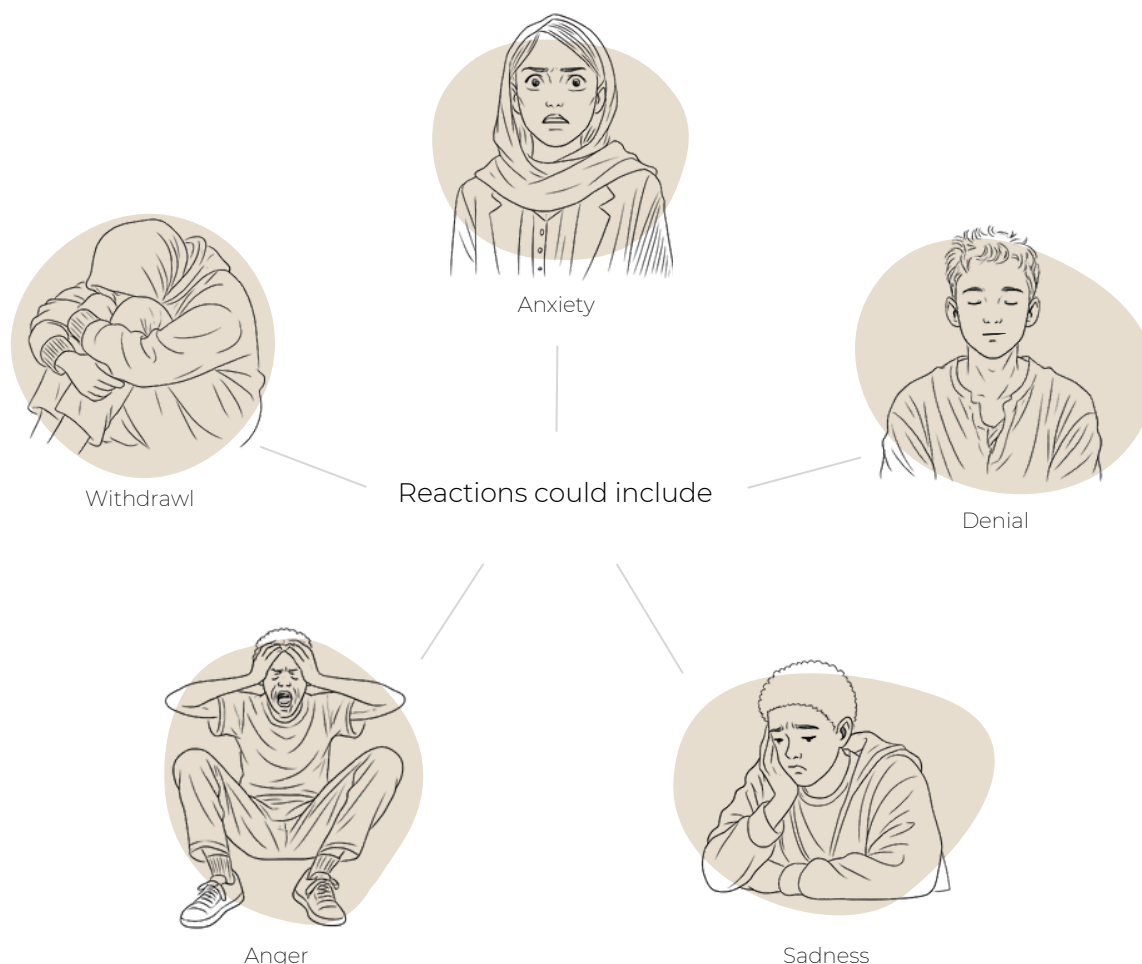 Anxiety
Withdrawl
Reactions could include
Denial
Anger
Sadness